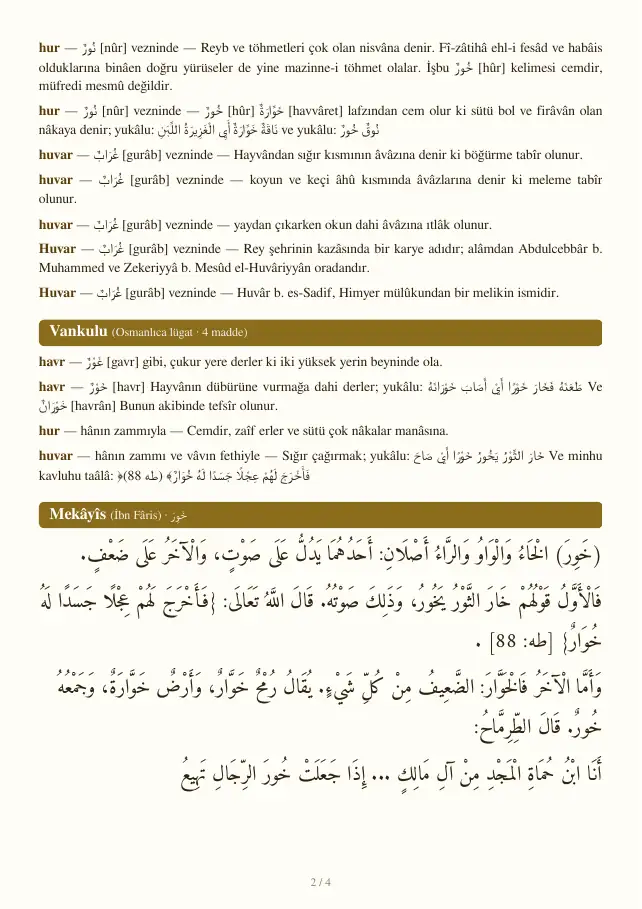 hur — نُورٌ [nûr] vezninde — Reyb ve töhmetleri çok olan nisvâna denir. Fî-zâtihâ ehl-i fesâd ve habâis
olduklarına binâen doğru yürüseler de yine mazinne-i töhmet olalar. İşbu خُورٌ [hûr] kelimesi cemdir,
müfredi mesmû değildir.
hur — نُورٌ [nûr] vezninde — خُورٌ [hûr] خَوَّارَةٌ [havvâret] lafzından cem olur ki sütü bol ve firâvân olan
nâkaya denir; yukâlu: نَاقَةٌ خَوَّارَةٌ أَيِ الْغَزِيرَةُ اللَّبَنِ ve yukâlu: نُوقٌ خُورٌ
huvar — غُرَابٌ [gurâb] vezninde — Hayvândan sığır kısmının âvâzına denir ki böğürme tabîr olunur.
huvar — غُرَابٌ [gurâb] vezninde — koyun ve keçi âhû kısmında âvâzlarına denir ki meleme tabîr
olunur.
huvar — غُرَابٌ [gurâb] vezninde — yaydan çıkarken okun dahi âvâzına ıtlâk olunur.
Huvar — غُرَابٌ [gurâb] vezninde — Rey şehrinin kazâsında bir karye adıdır; alâmdan Abdulcebbâr b.
Muhammed ve Zekeriyyâ b. Mesûd el-Huvâriyyân oradandır.
Huvar — غُرَابٌ [gurâb] vezninde — Huvâr b. es-Sadif, Himyer mülûkundan bir melikin ismidir.
Vankulu (Osmanlıca lügat · 4 madde)
havr — غَوْرٌ [gavr] gibi, çukur yere derler ki iki yüksek yerin beyninde ola.
havr — خَوْرٌ [havr] Hayvânın dübürüne vurmağa dahi derler; yukâlu: طَعَنَهُ فَخَارَ خَوْرًا أَيْ أَصَابَ خَوْرَانَهُ Ve
خَوْرَانٌ [havrân] Bunun akibinde tefsîr olunur.
hur — hânın zammıyla — Cemdir, zaîf erler ve sütü çok nâkalar manâsına.
huvar — hânın zammı ve vâvın fethiyle — Sığır çağırmak; yukâlu: خَارَ الثَّوْرُ يَخُورُ خَوْرًا أَيْ صَاحَ Ve minhu
kavluhu taâlâ: ﴿فَأَخْرَجَ لَهُمْ عِجْلًا جَسَدًا لَهُ خُوَارٌ﴾ (طه 88)
Mekâyîs (İbn Fâris) · خَوِرَ
(خَوِرَ) الْخَاءُ وَالْوَاوُ وَالرَّاءُ أَصْلَانِ: أَحَدُهُمَا يَدُلُّ عَلَى صَوْتٍ، وَالْآخَرُ عَلَى ضَعْفٍ.
فَالْأَوَّلُ قَوْلُهُمْ خَارَ الثَّوْرُ يَخُورُ، وَذَلِكَ صَوْتُهُ. قَالَ اللَّهُ تَعَالَى: {فَأَخْرَجَ لَهُمْ عِجْلًا جَسَدًا لَهُ
خُوَارٌ} [طه: 88] .
وَأَمَّا الْآخَرُ فَالْخَوَّارُ: الضَّعِيفُ مِنْ كُلِّ شَيْءٍ. يُقَالُ رُمْحٌ خَوَّارٌ، وَأَرْضٌ خَوَّارَةٌ، وَجَمْعُهُ
خُورٌ. قَالَ الطِّرِمَّاحُ:
أَنَا ابْنُ حُمَاةِ الْمَجْدِ مِنْ آلِ مَالِكٍ ... إِذَا جَعَلَتْ خُورَ الرِّجَالِ تَهِيعُ
2 / 4